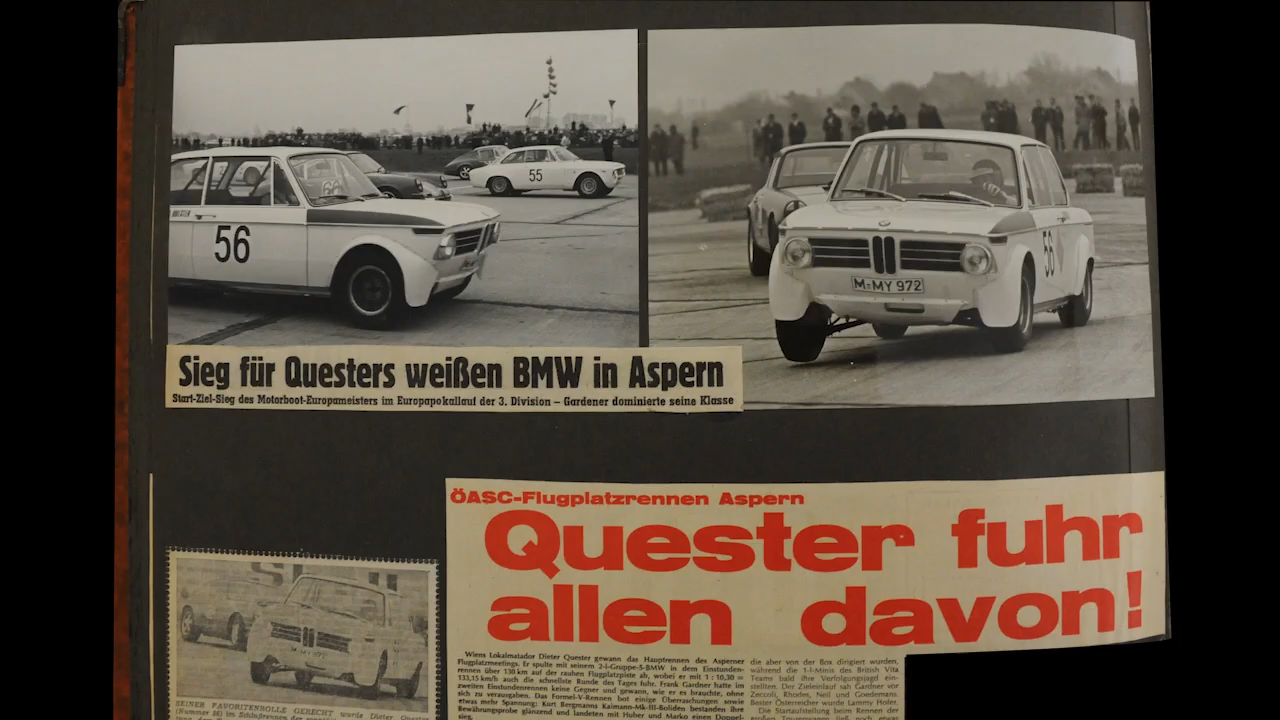 55
56
56
M-MY 972
Sieg für Questers weißen BMW in Aspern
Start-Ziel-Sieg des Motorboot-Europameisters im Europapokallauf der 3. Division – Gardener dominierte seine Klasse
ÖASC-Flugplatzrennen Aspern
Quester fuhr
allen davon!
M-MY 972
SEINER FAVORITENROLLE GERECHT wurde Dieter Quester
(Nummer 56) im Schlußrennen der
Wiens Lokalmatador Dieter Quester gewann das Hauptrennen des Asperner
Flugplatzmeetings. Er spulte mit seinem 2-l-Gruppe-5-BMW in dem Einstunden-
rennen über 130 km auf der rauhen Flugplatzpiste ab, wobei er mit 1 : 10,30 =
133,15 km/h auch die schnellste Runde des Tages fuhr. Frank Gardner hatte im
zweiten Einstundenrennen keine Gegner und gewann, wie er es brauchte, ohne
sich zu verausgaben. Das Formel-V-Rennen bot einige Überraschungen sowie
etwas mehr Spannung: Kurt Bergmanns Kaimann-Mk-III-Boliden bestanden ihre
Bewährungsprobe glänzend und landeten mit Huber und Marko einen Doppel-
sieg.
die aber von der Box dirigiert wurden,
während die 1-l-Minis des British Vita
Teams bald ihre Verfolgungsjagd ein-
stellten. Der Zieleinlauf sah Gardner vor
Zeccoli, Rhodes, Neil und Goedemans.
Bester Österreicher wurde Lammy Hofer.
Die Startaufstellung beim Rennen der